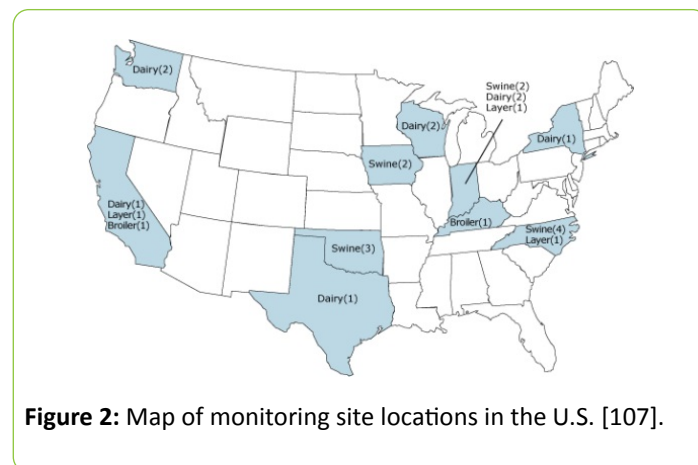 Dairy(2)
Swine(2)
Dairy(2)
Layer(1)
Dairy(2)
Dairy(1)
Swine(2)
Dairy(1)
Layer(1)
Broiler(1)
Broiler(1)
Swine(4)
Layer(1)
Swine(3)
Dairy(1)
Figure 2: Map of monitoring site locations in the U.S. [107].